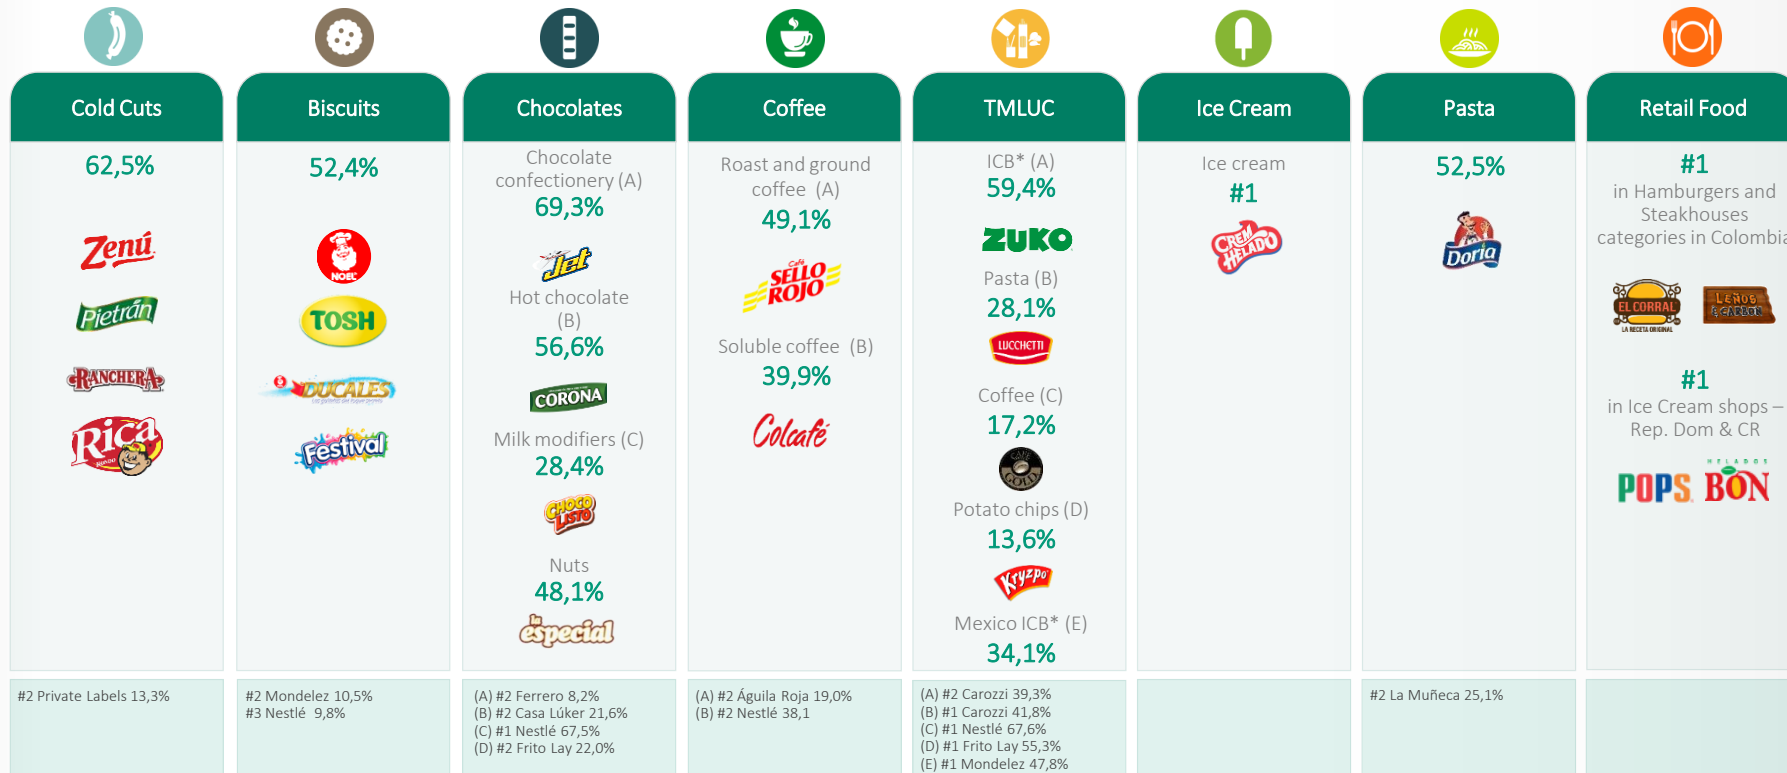 Cold Cuts
62,5%
Zenú
Pietrán
RANCHERA
Rica
RONDO
#2 Private Labels 13,3%
Biscuits
52,4%
NOEL
TOSH
DUCALES
Festival
#2 Mondelez 10,5%
#3 Nestlé 9,8%
Chocolates
Chocolate
confectionery (A)
69,3%
Jet
Hot chocolate
(B)
56,6%
CORONA
Milk modifiers (C)
28,4%
CHOCO
LISTO
Nuts
48,1%
la
especial
(A) #2 Ferrero 8,2%
(B) #2 Casa Lúker 21,6%
(C) #1 Nestlé 67,5%
(D) #2 Frito Lay 22,0%
Coffee
Roast and ground
coffee (A)
49,1%
Café
SELLO
ROJO
Soluble coffee (B)
39,9%
Colcafé
(A) #2 Águila Roja 19,0%
(B) #2 Nestlé 38,1
TMLUC
ICB* (A)
59,4%
ZUKO
Pasta (B)
28,1%
LUCCHETTI
Coffee (C)
17,2%
CAFÉ
GOLD
Potato chips (D)
13,6%
Kryzpo
Mexico ICB* (E)
34,1%
(A) #2 Carozzi 39,3%
(B) #1 Carozzi 41,8%
(C) #1 Nestlé 67,6%
(D) #1 Frito Lay 55,3%
(E) #1 Mondelez 47,8%
Ice Cream
Ice cream
#1
CREM
HELADO
Pasta
52,5%
Doria
#2 La Muñeca 25,1%
Retail Food
#1
in Hamburgers and
Steakhouses
categories in Colombia
EL CORRAL
LA RECETA ORIGINAL
LEÑOS
& CARBON
#1
in Ice Cream shops –
Rep. Dom & CR
POPS
HELADOS
BON